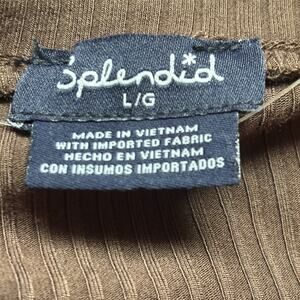 Splendid
L/G
MADE IN VIETNAM
WITH IMPORTED FABRIC
HECHO EN VIETNAM
CON INSUMOS IMPORTADOS